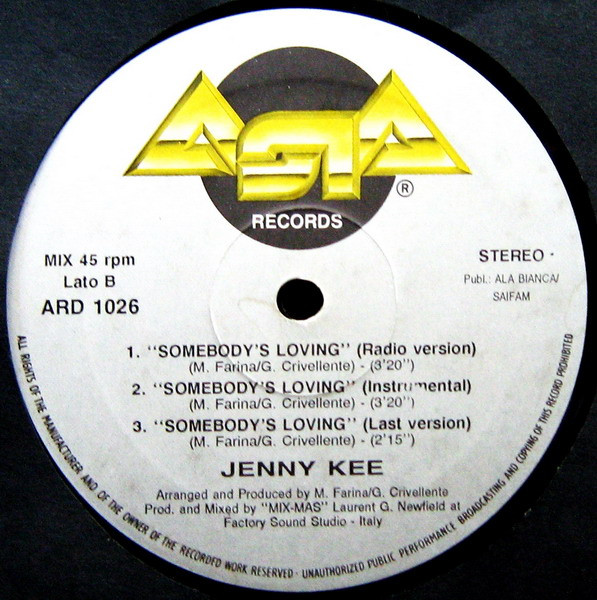 ASA
®
RECORDS
MIX 45 rpm
Lato B
ARD 1026
STEREO
Publ.: ALA BIANCA/
SAIFAM
1. "SOMEBODY'S LOVING" (Radio version)
(M. Farina/G. Crivellente) - (3'20")
2. "SOMEBODY'S LOVING" (Instrumental)
(M. Farina/G. Crivellente) - (3'20")
3. "SOMEBODY'S LOVING" (Last version)
(M. Farina/G. Crivellente) - (2'15")
JENNY KEE
Arranged and Produced by M. Farina/G. Crivellente
Prod. and Mixed by "MIX-MAS" Laurent G. Newfield at
Factory Sound Studio - Italy
ALL RIGHTS OF THE MANUFACTURER AND OF THE OWNER OF THE RECORDED WORK RESERVED - UNAUTHORIZED PUBLIC PERFORMANCE BROADCASTING AND COPYING OF THIS RECORD PROHIBITED